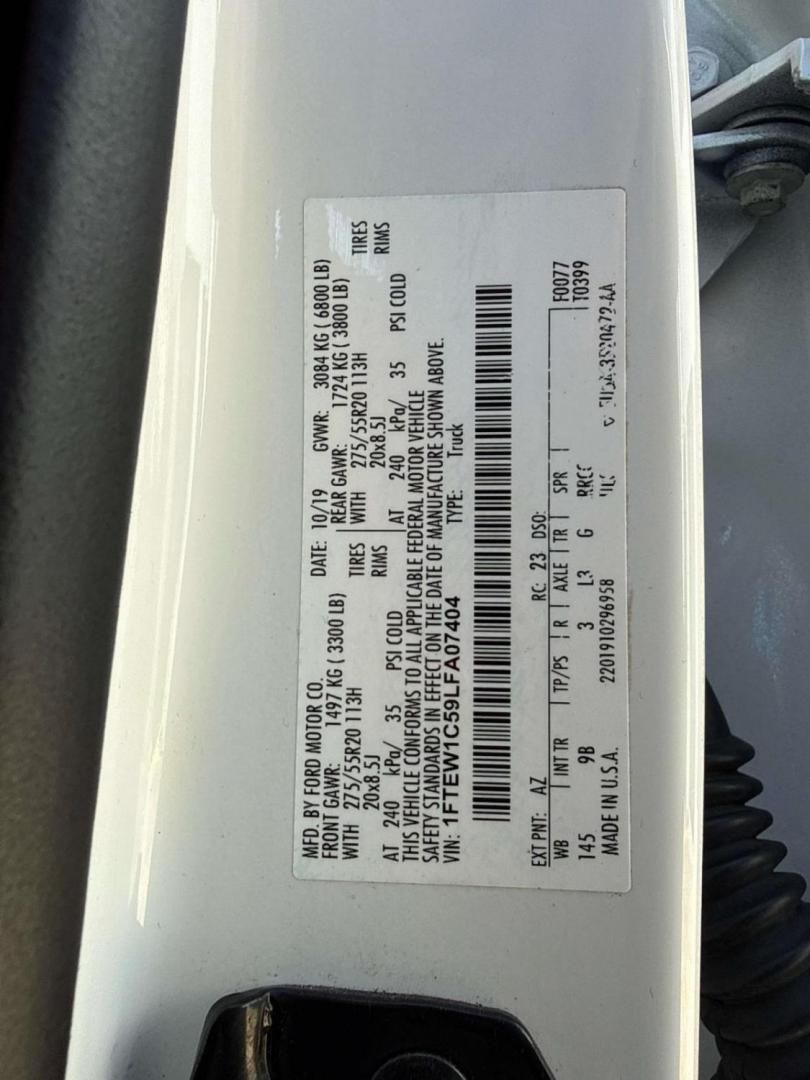 MFD. BY FORD MOTOR CO. DATE: 10/19 GVWR: 3084 KG ( 6800 LB)
FRONT GAWR: 1497 KG ( 3300 LB) REAR GAWR: 1724 KG ( 3800 LB)
WITH 275/55R20 113H TIRES WITH 275/55R20 113H TIRES
20x8.5J RIMS 20x8.5J RIMS
AT 240 kPa/ 35 PSI COLD AT 240 kPa/ 35 PSI COLD
THIS VEHICLE CONFORMS TO ALL APPLICABLE FEDERAL MOTOR VEHICLE
SAFETY STANDARDS IN EFFECT ON THE DATE OF MANUFACTURE SHOWN ABOVE.
VIN: 1FTEW1C59LFA07404 TYPE: Truck
EXT PNT: AZ RC: 23 DSO:
WB INT TR TP/PS R AXLE TR SPR F0077
145 9B 3 L3 G T0399
MADE IN U.S.A. 2201910296958